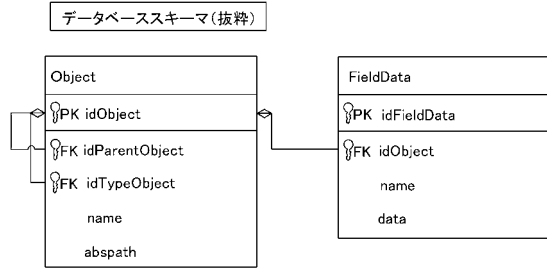 データベーススキーマ(抜粋)
Object
PK idObject
FK idParentObject
FK idTypeObject
name
abspath
FieldData
PK idFieldData
FK idObject
name
data